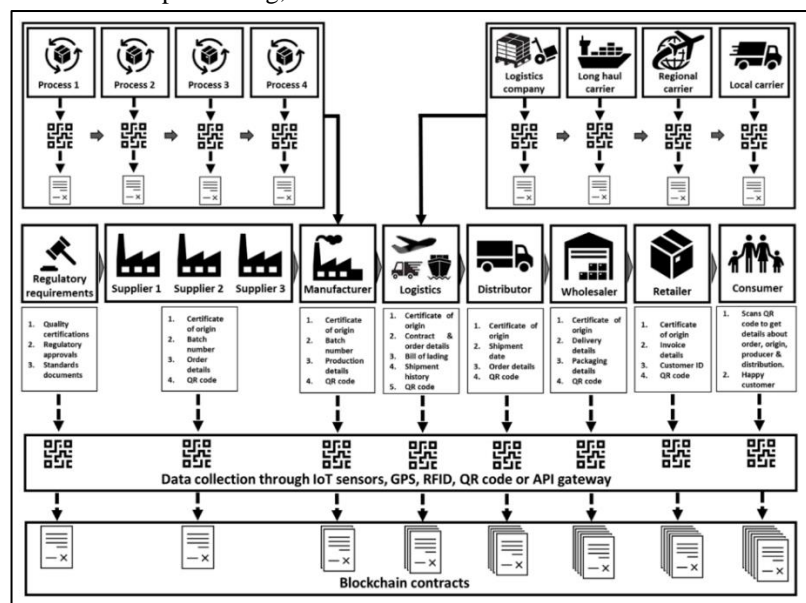 Process 1
Process 2
Process 3
Process 4
Logistics
company
Long haul
carrier
Regional
carrier
Local carrier
Regulatory
requirements
Supplier 1
Supplier 2
Supplier 3
Manufacturer
Logistics
Distributor
Wholesaler
Retailer
Consumer
1. Quality
certifications
2. Regulatory
approvals
3. Standards
documents
1. Certificate
of origin
2. Batch
number
3. Order
details
4. QR code
1. Certificate
of origin
2. Batch
number
3. Production
details
4. QR code
1. Certificate of
origin
2. Contract &
order details
3. Bill of lading
4. Shipment
history
5. QR code
1. Certificate of
origin
2. Shipment
date
3. Order details
4. QR code
1. Certificate of
origin
2. Delivery
details
3. Packaging
details
4. QR code
1. Certificate
of origin
2. Invoice
details
3. Customer ID
4. QR code
1. Scans QR
code to get
details about
order, origin,
producer &
distribution.
2. Happy
customer
Data collection through IoT sensors, GPS, RFID, QR code or API gateway
Blockchain contracts